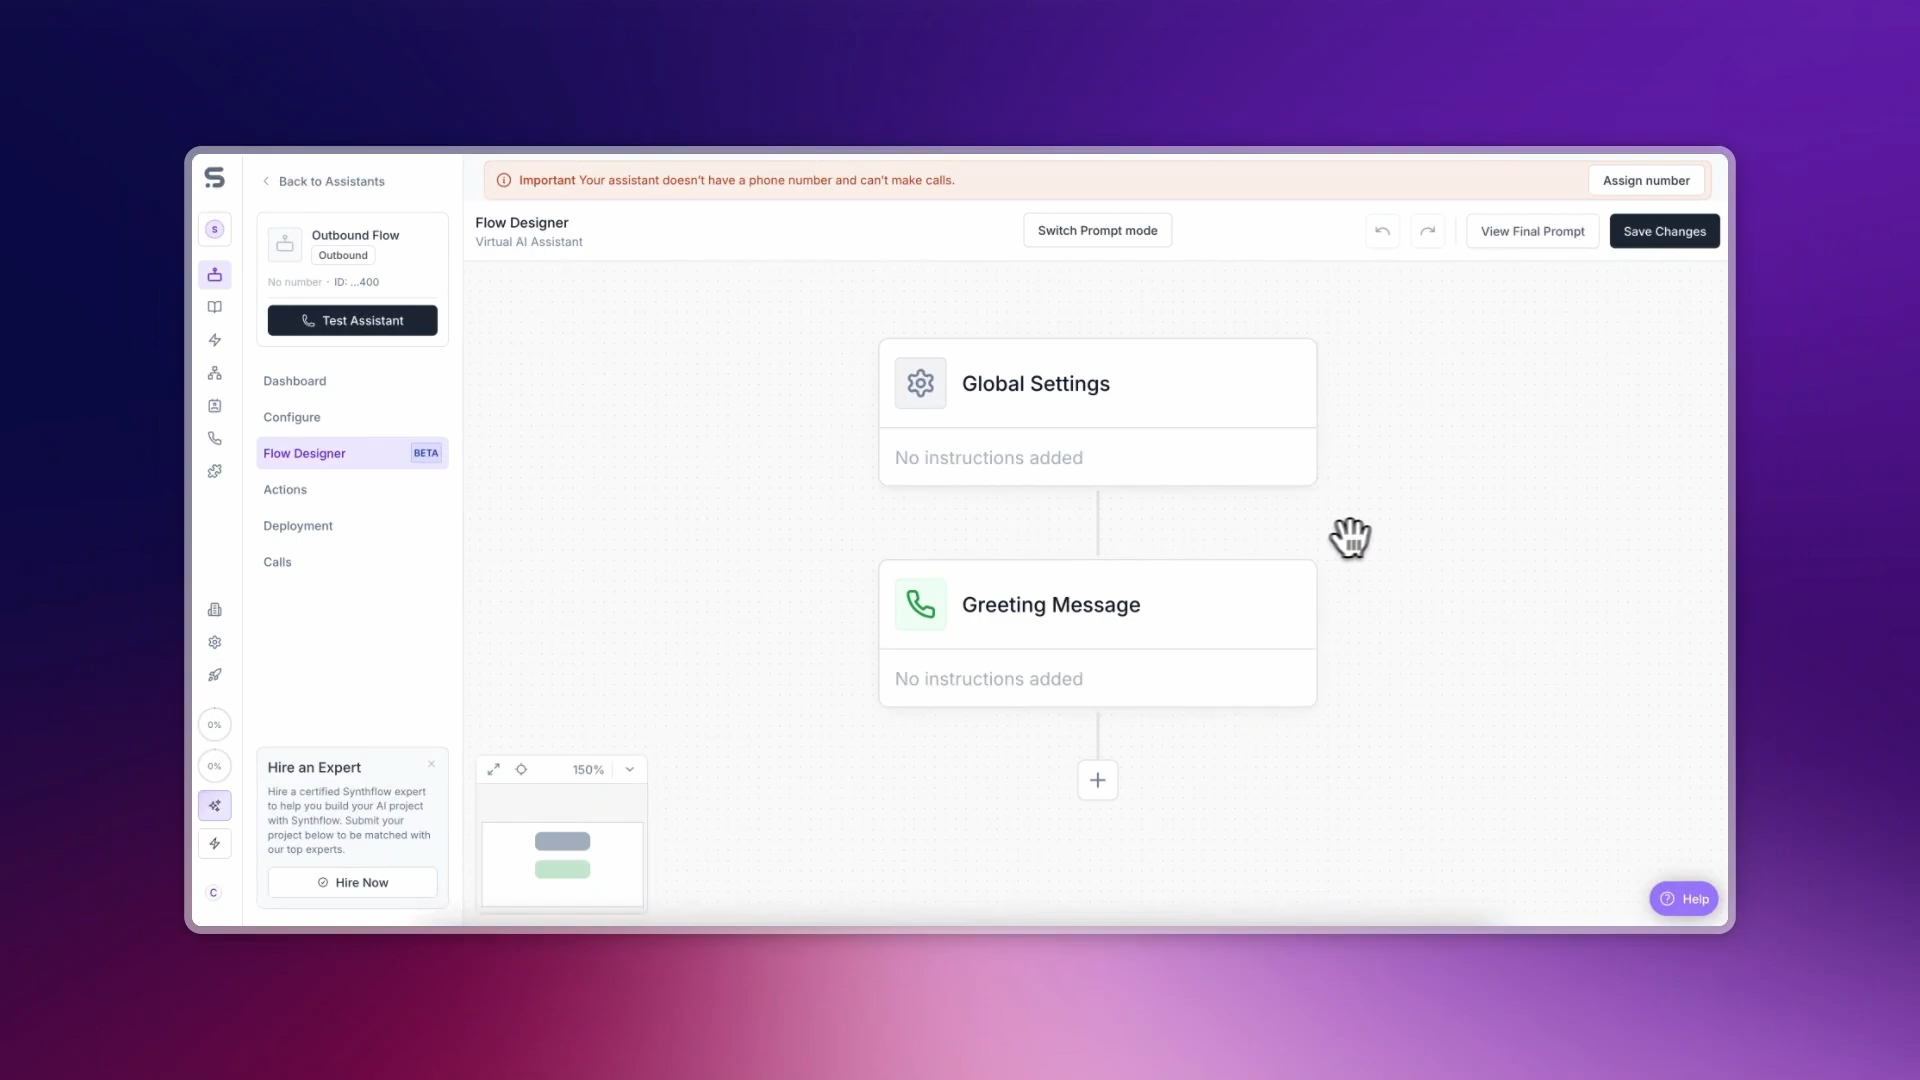 Back to Assistants
S
Outbound Flow
Outbound
No number - ID: ...400
Test Assistant
Dashboard
Configure
Flow Designer BETA
Actions
Deployment
Calls
0%
0%
C
Hire an Expert
Hire a certified Synthflow expert
to help you build your AI project
with Synthflow. Submit your
project below to be matched with
our top experts.
Hire Now
Important Your assistant doesn't have a phone number and can't make calls.
Assign number
Flow Designer
Virtual AI Assistant
Switch Prompt mode
View Final Prompt
Save Changes
Global Settings
No instructions added
Greeting Message
No instructions added
150%
Help